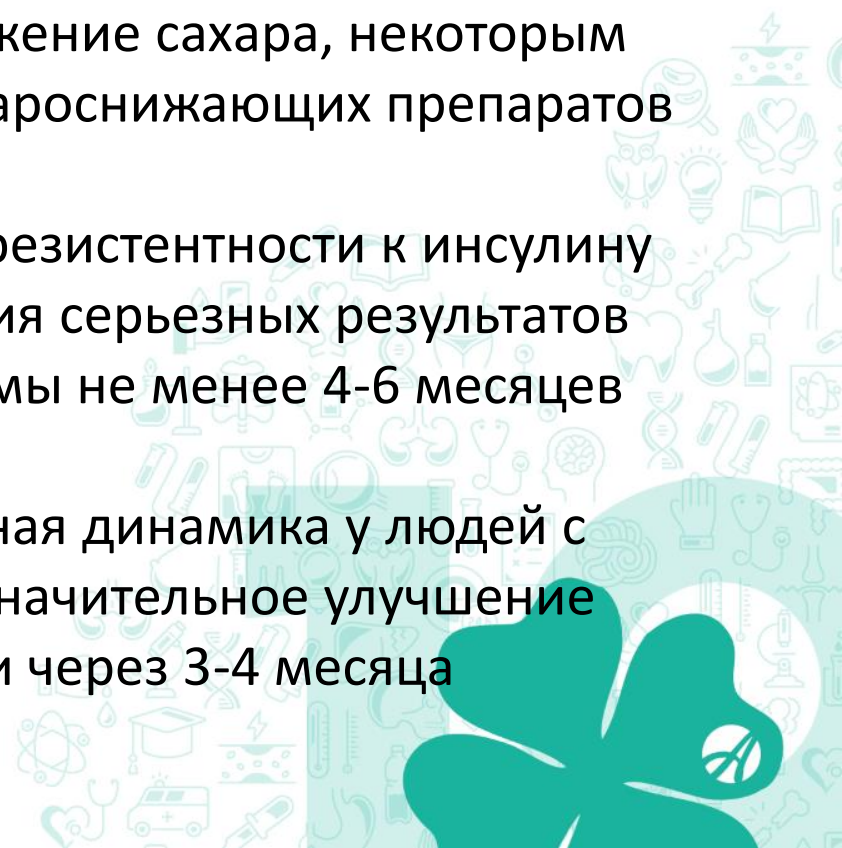 жение сахара, некоторым
ароснижающих препаратов
резистентности к инсулину
ия серьезных результатов
мы не менее 4-6 месяцев
ная динамика у людей с
начительное улучшение
и через 3-4 месяца